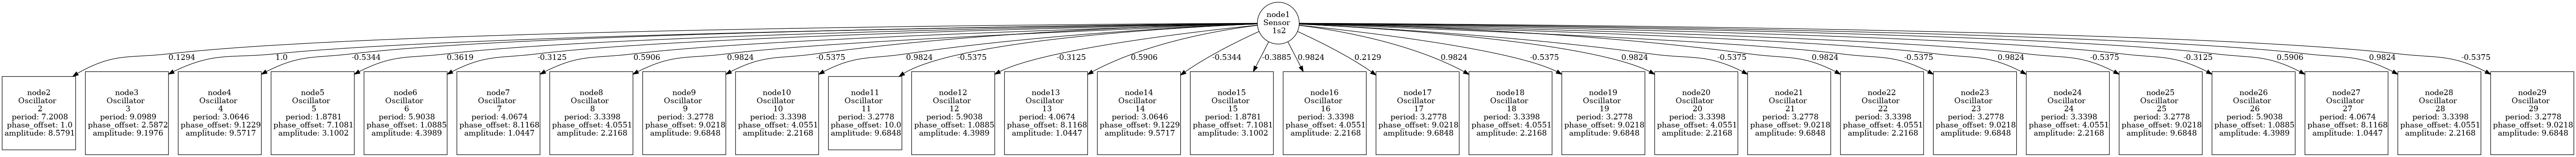 node1
Sensor
1s2
0.1294
1.0
-0.5344
0.3619
-0.3125
0.5906
0.9824
-0.5375
0.9824
-0.5375
-0.3125
0.5906
-0.5344
-0.3885
0.9824
0.2129
0.9824
-0.5375
0.9824
-0.5375
0.9824
-0.5375
0.9824
-0.5375
-0.3125
0.5906
0.9824
-0.5375
node2
Oscillator
2
period: 7.2008
phase_offset: 1.0
amplitude: 8.5791
node3
Oscillator
3
period: 9.0989
phase_offset: 2.5872
amplitude: 9.1976
node4
Oscillator
4
period: 3.0646
phase_offset: 9.1229
amplitude: 9.5717
node5
Oscillator
5
period: 1.8781
phase_offset: 7.1081
amplitude: 3.1002
node6
Oscillator
6
period: 5.9038
phase_offset: 1.0885
amplitude: 4.3989
node7
Oscillator
7
period: 4.0674
phase_offset: 8.1168
amplitude: 1.0447
node8
Oscillator
8
period: 3.3398
phase_offset: 4.0551
amplitude: 2.2168
node9
Oscillator
9
period: 3.2778
phase_offset: 9.0218
amplitude: 9.6848
node10
Oscillator
10
period: 3.3398
phase_offset: 4.0551
amplitude: 2.2168
node11
Oscillator
11
period: 3.2778
phase_offset: 10.0
amplitude: 9.6848
node12
Oscillator
12
period: 5.9038
phase_offset: 1.0885
amplitude: 4.3989
node13
Oscillator
13
period: 4.0674
phase_offset: 8.1168
amplitude: 1.0447
node14
Oscillator
14
period: 3.0646
phase_offset: 9.1229
amplitude: 9.5717
node15
Oscillator
15
period: 1.8781
phase_offset: 7.1081
amplitude: 3.1002
node16
Oscillator
16
period: 3.3398
phase_offset: 4.0551
amplitude: 2.2168
node17
Oscillator
17
period: 3.2778
phase_offset: 9.0218
amplitude: 9.6848
node18
Oscillator
18
period: 3.3398
phase_offset: 4.0551
amplitude: 2.2168
node19
Oscillator
19
period: 3.2778
phase_offset: 9.0218
amplitude: 9.6848
node20
Oscillator
20
period: 3.3398
phase_offset: 4.0551
amplitude: 2.2168
node21
Oscillator
21
period: 3.2778
phase_offset: 9.0218
amplitude: 9.6848
node22
Oscillator
22
period: 3.3398
phase_offset: 4.0551
amplitude: 2.2168
node23
Oscillator
23
period: 3.2778
phase_offset: 9.0218
amplitude: 9.6848
node24
Oscillator
24
period: 3.3398
phase_offset: 4.0551
amplitude: 2.2168
node25
Oscillator
25
period: 3.2778
phase_offset: 9.0218
amplitude: 9.6848
node26
Oscillator
26
period: 5.9038
phase_offset: 1.0885
amplitude: 4.3989
node27
Oscillator
27
period: 4.0674
phase_offset: 8.1168
amplitude: 1.0447
node28
Oscillator
28
period: 3.3398
phase_offset: 4.0551
amplitude: 2.2168
node29
Oscillator
29
period: 3.2778
phase_offset: 9.0218
amplitude: 9.6848